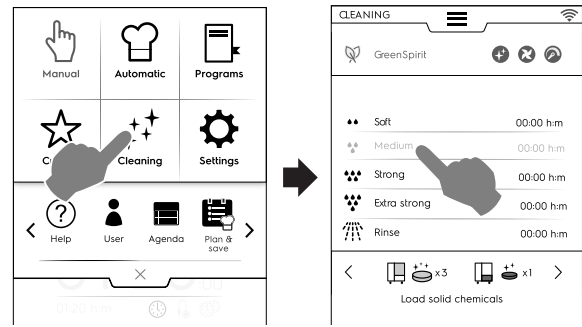 Manual
Automatic
Programs
Cleaning
Settings
?
Help
User
Agenda
Plan &
save
CLEANING
GreenSpirit
Soft 00:00 h:m
Medium 00:00 h:m
Strong 00:00 h:m
Extra strong 00:00 h:m
Rinse 00:00 h:m
x3
x1
Load solid chemicals